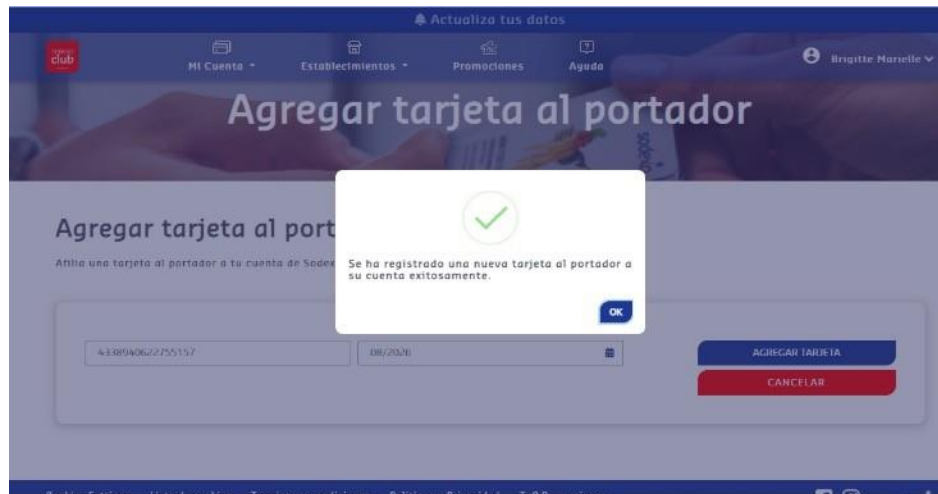 Actualiza tus datos
club
Mi Cuenta
Establecimientos
Promociones
Ayuda
Brigitte Marielle
Agregar tarjeta al portador
sodexo
Agregar tarjeta al port
Afilia una tarjeta al portador a tu cuenta de Sodex
Se ha registrado una nueva tarjeta al portador a
su cuenta exitosamente.
OK
4338940622755157
08/2026
AGREGAR TARJETA
CANCELAR